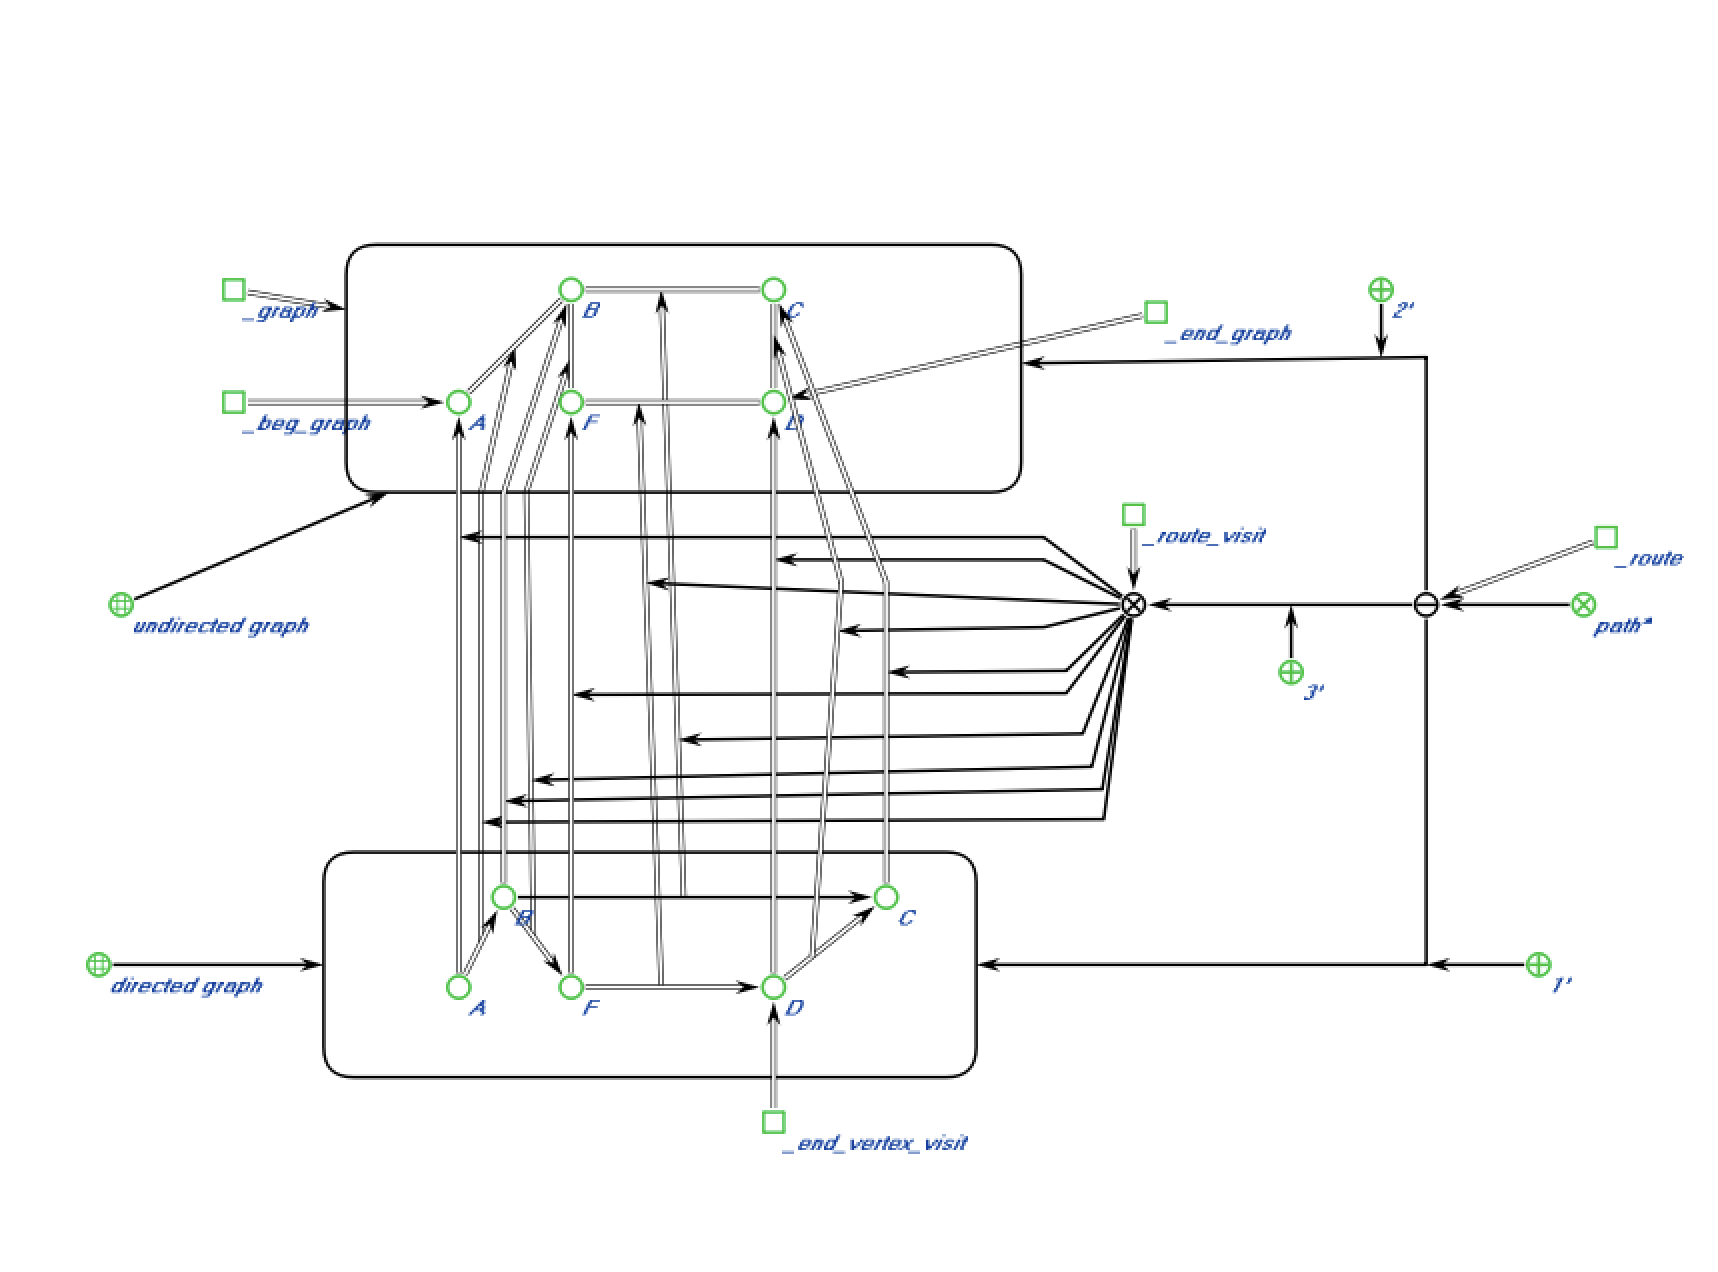 B
C
2'
_graph
_end_graph
A
F
D
_beg_graph
_route_visit
_route
undirected graph
path*
3'
B
C
directed graph
A
F
D
1'
_end_vertex_visit